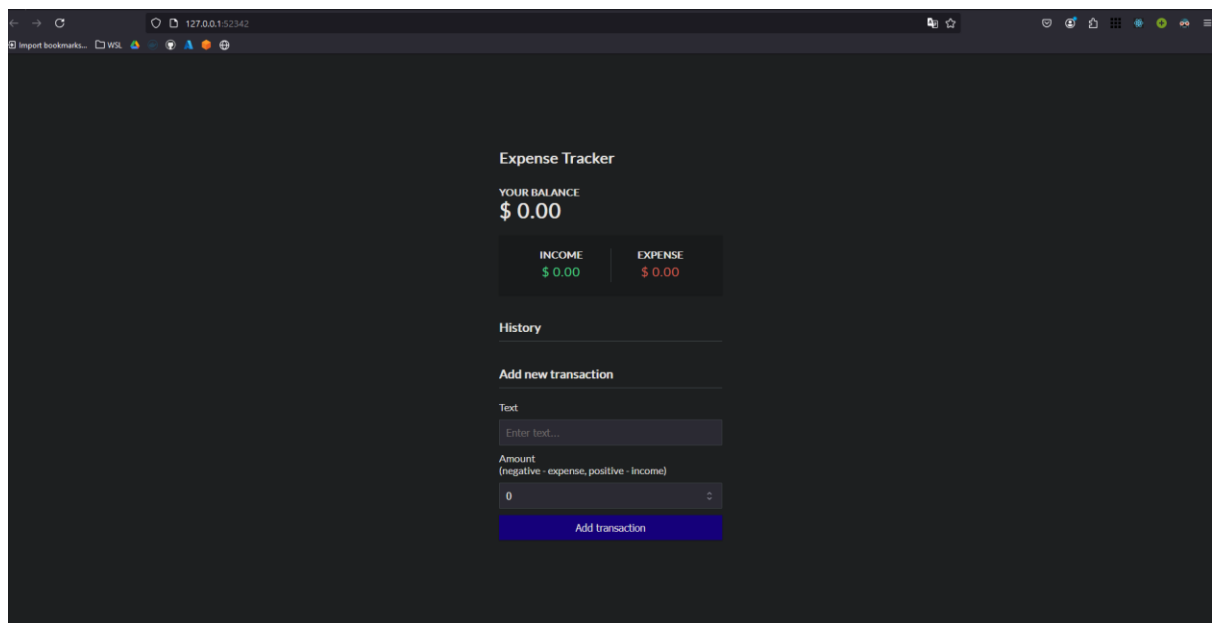 127.0.0.1:52342
Import bookmarks... WSL
Expense Tracker
YOUR BALANCE
$ 0.00
INCOME EXPENSE
$ 0.00 $ 0.00
History
Add new transaction
Text
Enter text...
Amount
(negative - expense, positive - income)
0
Add transaction